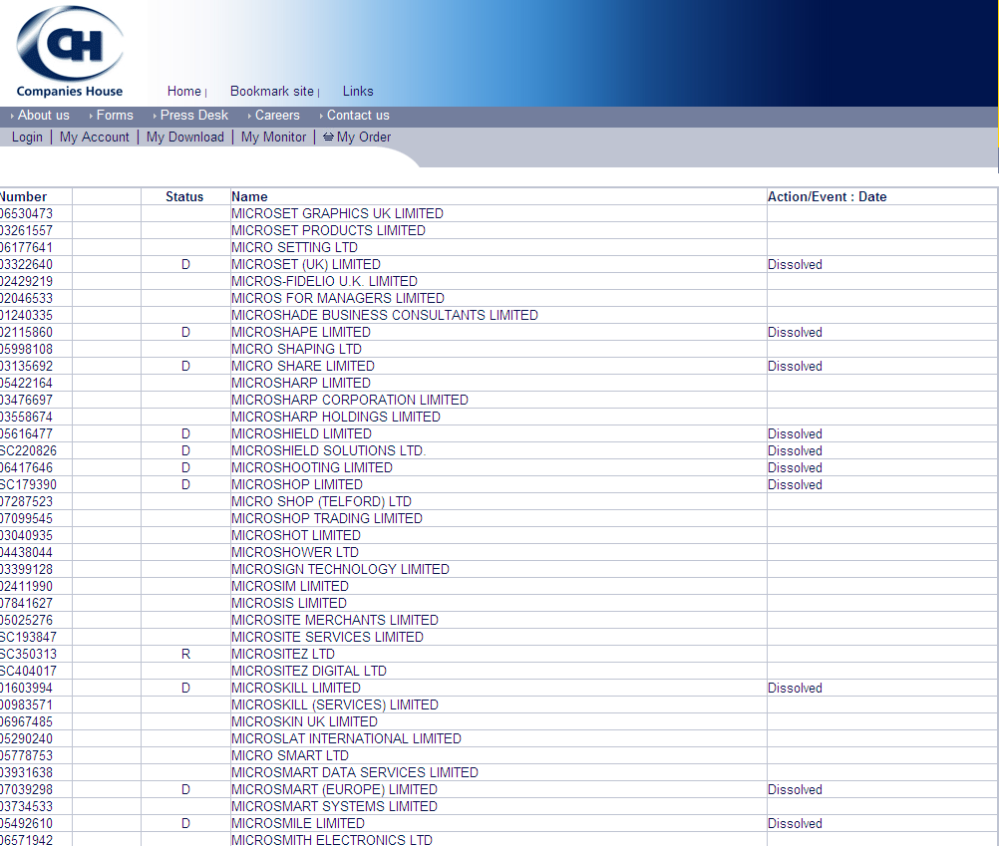 CH
Companies House
Home | Bookmark site | Links
About us Forms Press Desk Careers Contact us
Login | My Account | My Download | My Monitor | My Order
Number Status Name Action/Event : Date
06530473 MICROSET GRAPHICS UK LIMITED
03261557 MICROSET PRODUCTS LIMITED
06177641 MICRO SETTING LTD
03322640 D MICROSET (UK) LIMITED Dissolved
02429219 MICROS-FIDELIO U.K. LIMITED
02046533 MICROS FOR MANAGERS LIMITED
01240335 MICROSHADE BUSINESS CONSULTANTS LIMITED
02115860 D MICROSHAPE LIMITED Dissolved
05998108 MICRO SHAPING LTD
03135692 D MICRO SHARE LIMITED Dissolved
05422164 MICROSHARP LIMITED
03476697 MICROSHARP CORPORATION LIMITED
03558674 MICROSHARP HOLDINGS LIMITED
05616477 D MICROSHIELD LIMITED Dissolved
SC220826 D MICROSHIELD SOLUTIONS LTD. Dissolved
06417646 D MICROSHOOTING LIMITED Dissolved
SC179390 D MICROSHOP LIMITED Dissolved
07287523 MICRO SHOP (TELFORD) LTD
07099545 MICROSHOP TRADING LIMITED
03040935 MICROSHOT LIMITED
04438044 MICROSHOWER LTD
03399128 MICROSIGN TECHNOLOGY LIMITED
02411990 MICROSIM LIMITED
07841627 MICROSIS LIMITED
05025276 MICROSITE MERCHANTS LIMITED
SC193847 MICROSITE SERVICES LIMITED
SC350313 R MICROSITEZ LTD
SC404017 MICROSITEZ DIGITAL LTD
01603994 D MICROSKILL LIMITED Dissolved
00983571 MICROSKILL (SERVICES) LIMITED
06967485 MICROSKIN UK LIMITED
05290240 MICROSLAT INTERNATIONAL LIMITED
05778753 MICRO SMART LTD
03931638 MICROSMART DATA SERVICES LIMITED
07039298 D MICROSMART (EUROPE) LIMITED Dissolved
03734533 MICROSMART SYSTEMS LIMITED
05492610 D MICROSMILE LIMITED Dissolved
06571942 MICROSMITH ELECTRONICS LTD